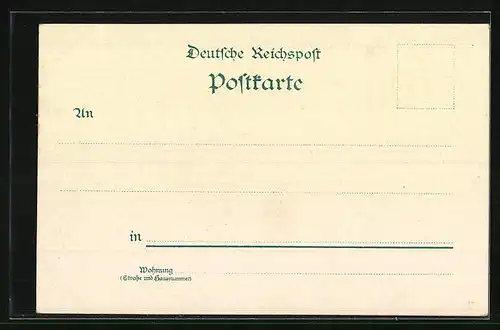 Deutsche Reichspost
Postkarte
An
in
Wohnung
(Straße und Hausnummer)